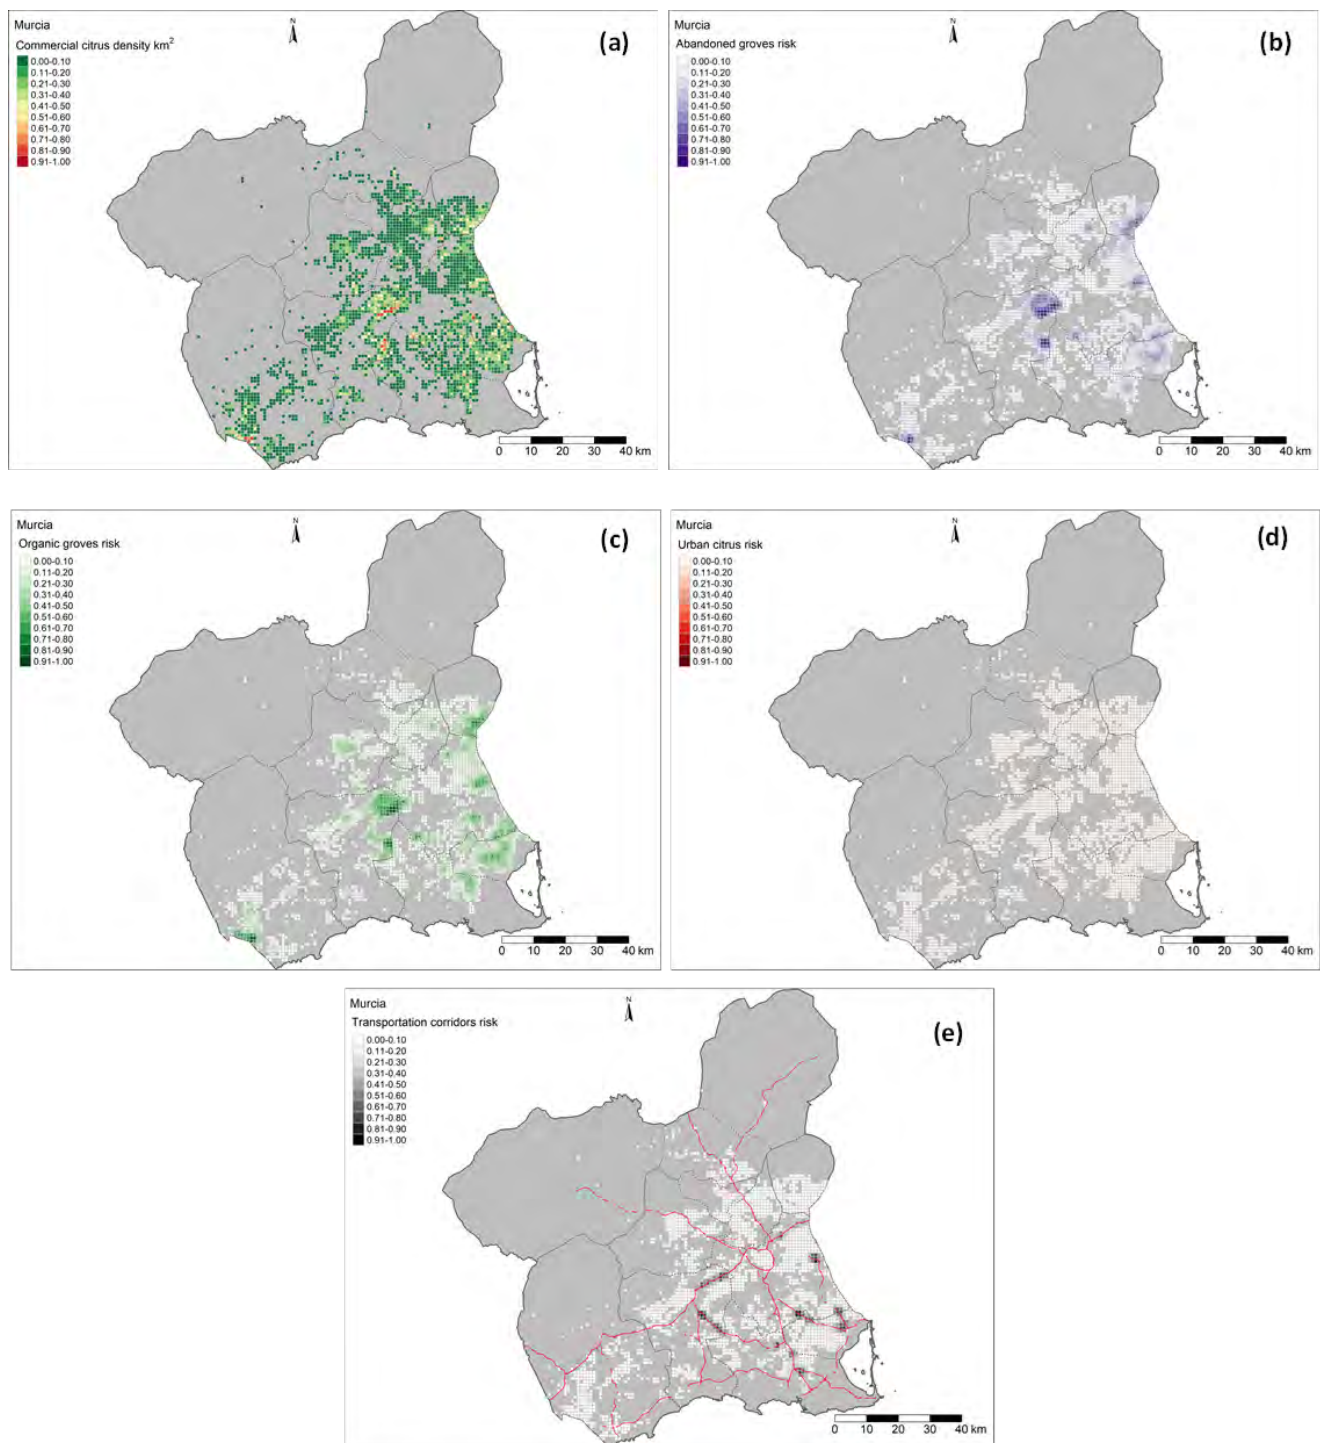 Murcia
N
(a)
Commercial citrus density km²
0.00-0.10
0.11-0.20
0.21-0.30
0.31-0.40
0.41-0.50
0.51-0.60
0.61-0.70
0.71-0.80
0.81-0.90
0.91-1.00
0 10 20 30 40 km
Murcia
N
(b)
Abandoned groves risk
0.00-0.10
0.11-0.20
0.21-0.30
0.31-0.40
0.41-0.50
0.51-0.60
0.61-0.70
0.71-0.80
0.81-0.90
0.91-1.00
0 10 20 30 40 km
Murcia
N
(c)
Organic groves risk
0.00-0.10
0.11-0.20
0.21-0.30
0.31-0.40
0.41-0.50
0.51-0.60
0.61-0.70
0.71-0.80
0.81-0.90
0.91-1.00
0 10 20 30 40 km
Murcia
N
(d)
Urban citrus risk
0.00-0.10
0.11-0.20
0.21-0.30
0.31-0.40
0.41-0.50
0.51-0.60
0.61-0.70
0.71-0.80
0.81-0.90
0.91-1.00
0 10 20 30 40 km
Murcia
N
(e)
Transportation corridors risk
0.00-0.10
0.11-0.20
0.21-0.30
0.31-0.40
0.41-0.50
0.51-0.60
0.61-0.70
0.71-0.80
0.81-0.90
0.91-1.00
0 10 20 30 40 km